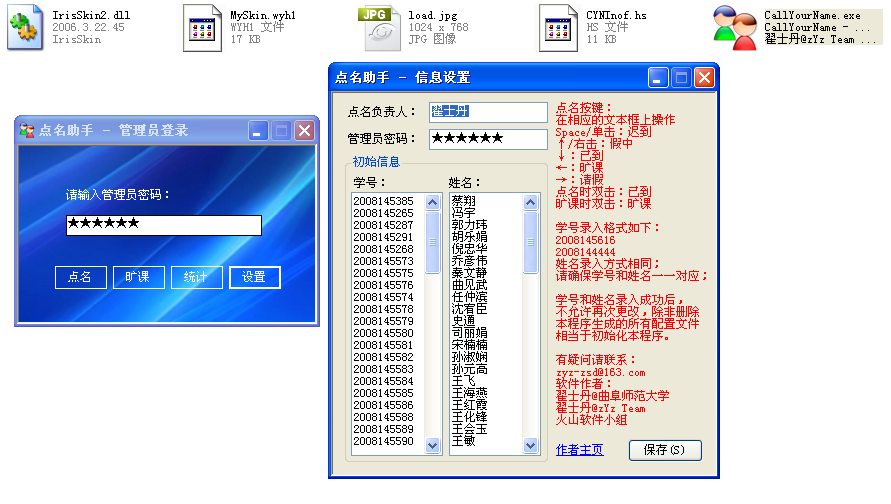 IrisSkin2.dll
2006.3.22.45
IrisSkin
MySkin.wyh1
WYH1 文件
17 KB
JPG
load.jpg
1024 x 768
JPG 图像
CYNInof.hs
HS 文件
11 KB
CallYourName.exe
CallYourName - ...
翟士丹@zYz Team ...
点名助手 - 管理员登录
请输入管理员密码：
★★★★★★
点名
旷课
统计
设置
点名助手 - 信息设置
点名负责人：
翟士丹
管理员密码：
★★★★★★
初始信息
学号：
姓名：
2008145385
2008145265
2008145287
2008145291
2008145268
2008145573
2008145575
2008145576
2008145574
2008145578
2008145579
2008145580
2008145581
2008145582
2008145583
2008145584
2008145585
2008145586
2008145588
2008145589
2008145590
蔡翔
冯宇
郭力玮
胡乐娟
倪忠华
乔彦伟
秦文静
曲见武
任仲滨
沈宥臣
史通
司丽娟
宋楠楠
孙淑娴
孙元高
王飞
王海燕
王红霞
王化锋
王会玉
王敏
点名按键：
在相应的文本框上操作
Space/单击：迟到
↑/右击：假中
↓：已到
←：旷课
→：请假
点名时双击：已到
旷课时双击：旷课
学号录入格式如下：
2008145616
2008144444
姓名录入方式相同；
请确保学号和姓名一一对应；
学号和姓名录入成功后，
不允许再次更改，除非删除
本程序生成的所有配置文件
相当于初始化本程序。
有疑问请联系：
zyz-zsd@163.com
软件作者：
翟士丹@曲阜师范大学
翟士丹@zYz Team
火山软件小组
作者主页
保存(S)